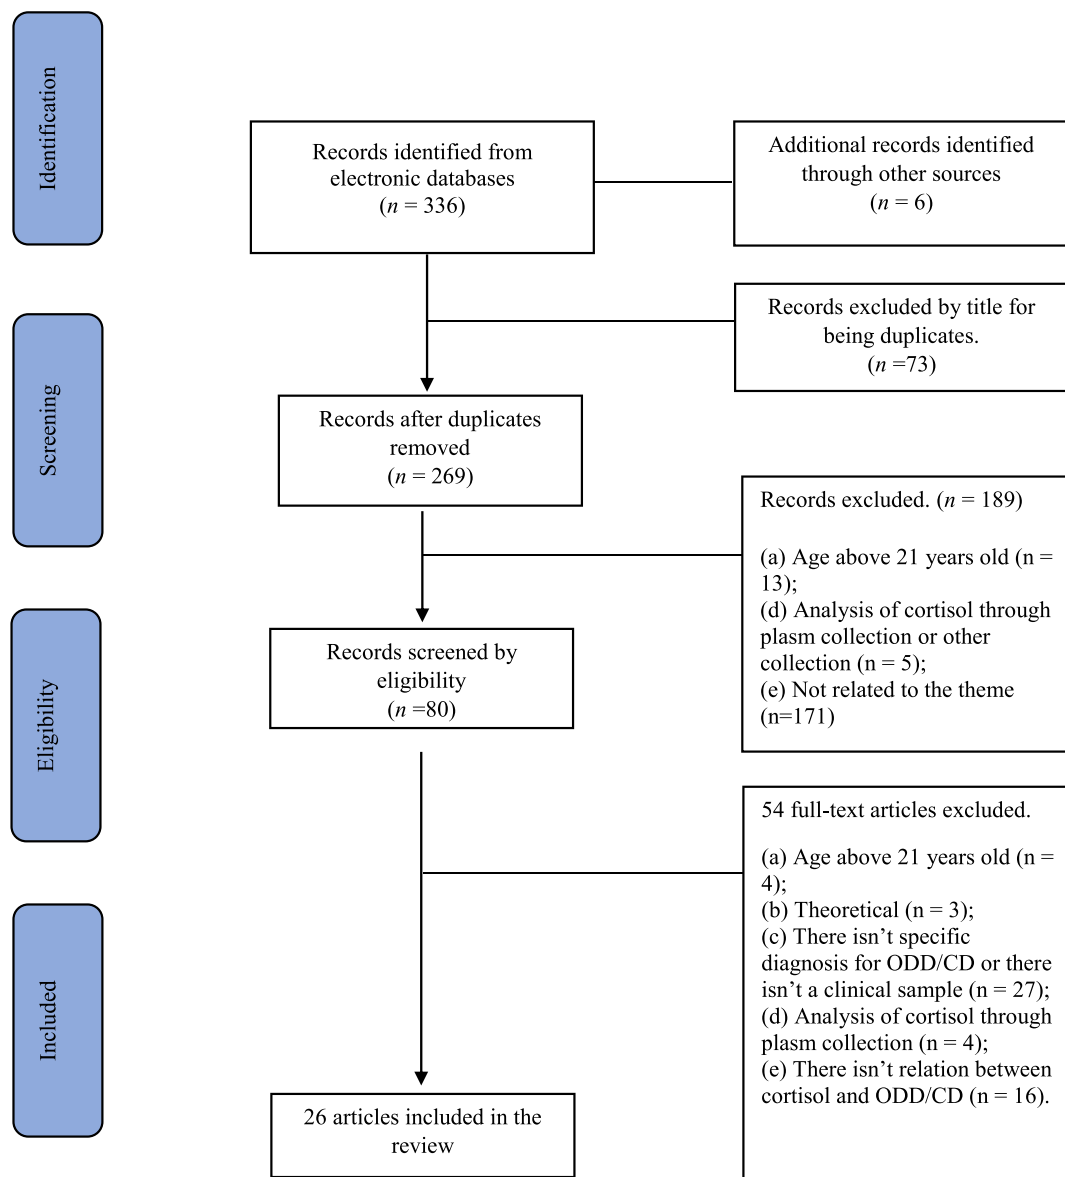 Identification
Records identified from
electronic databases
(n = 336)
Additional records identified
through other sources
(n = 6)
Records excluded by title for
being duplicates.
(n =73)
Screening
Records after duplicates
removed
(n = 269)
Records excluded. (n = 189)
(a) Age above 21 years old (n =
13);
(d) Analysis of cortisol through
plasm collection or other
collection (n = 5);
(e) Not related to the theme
(n=171)
Eligibility
Records screened by
eligibility
(n =80)
54 full-text articles excluded.
(a) Age above 21 years old (n =
4);
(b) Theoretical (n = 3);
(c) There isn’t specific
diagnosis for ODD/CD or there
isn’t a clinical sample (n = 27);
(d) Analysis of cortisol through
plasm collection (n = 4);
(e) There isn’t relation between
cortisol and ODD/CD (n = 16).
Included
26 articles included in the
review